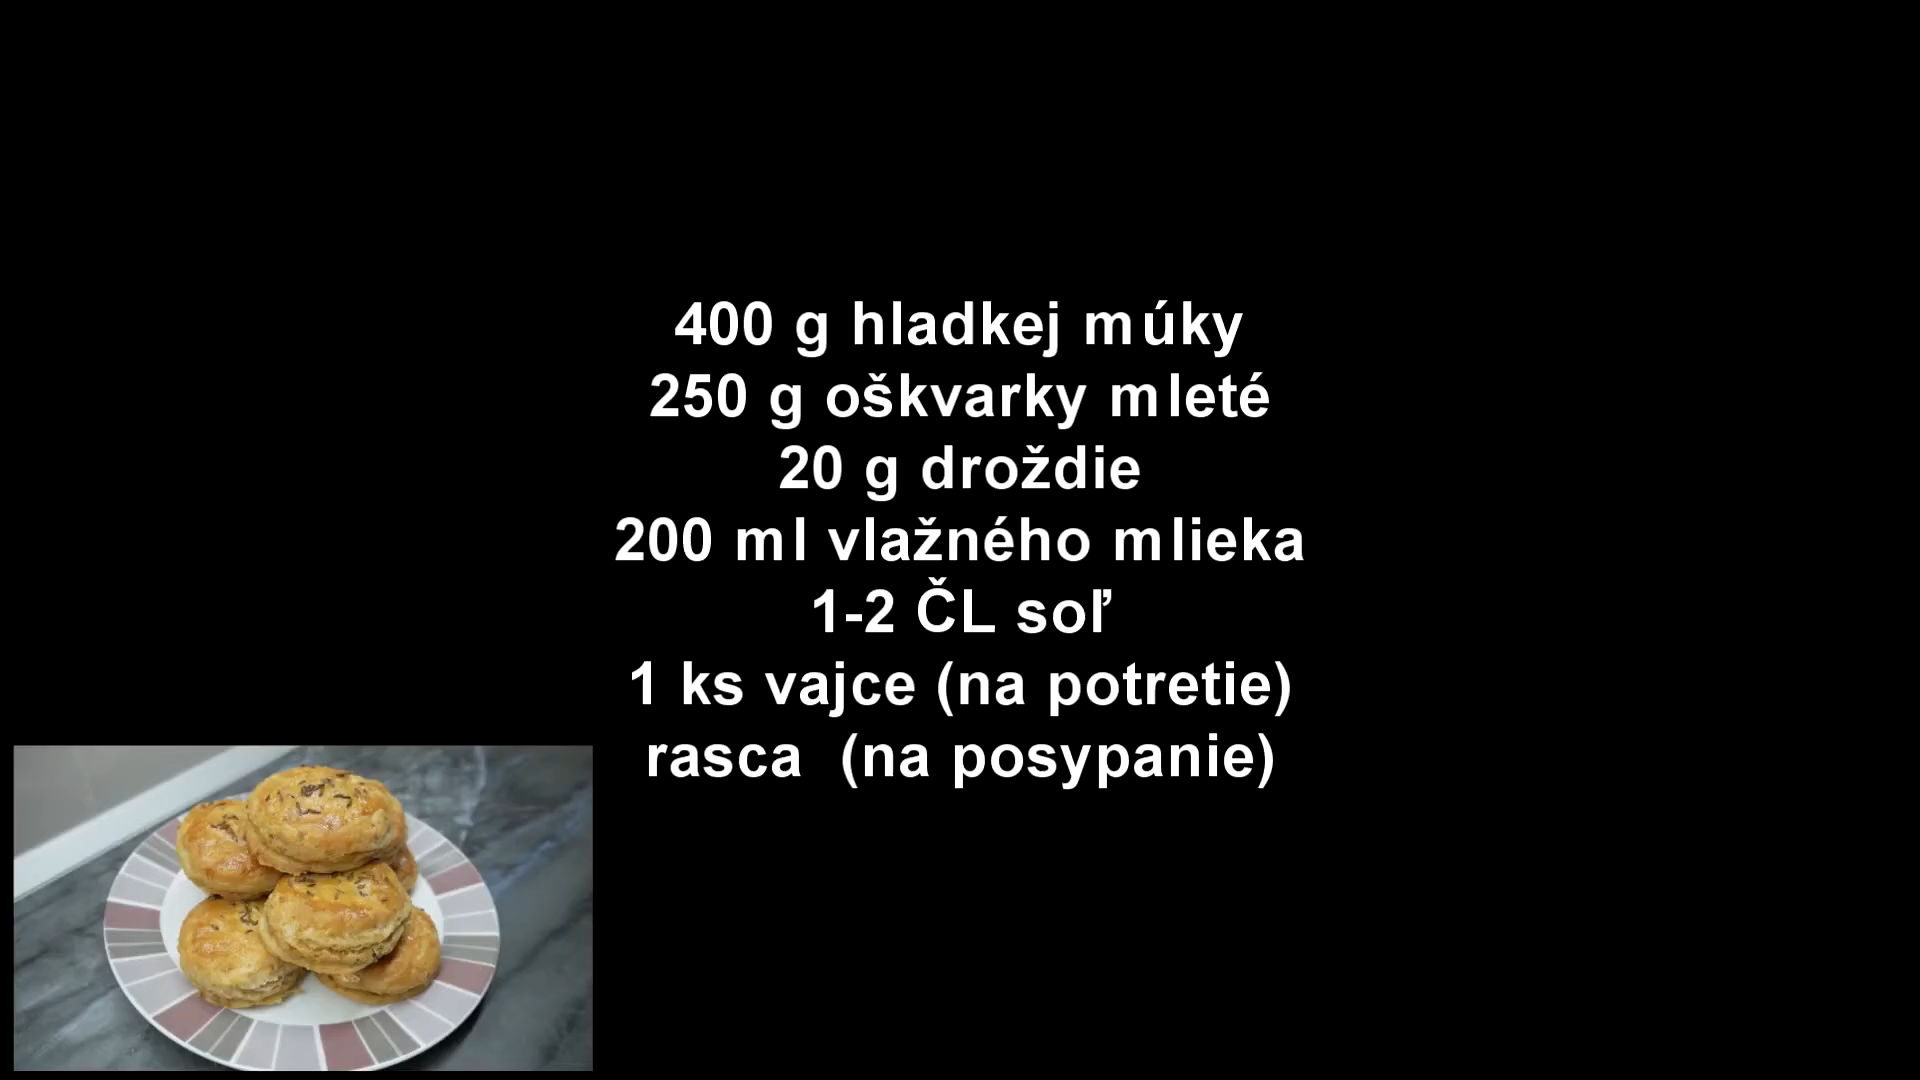 400 g hladkej múky
250 g oškvarky mleté
20 g droždie
200 ml vlažného mlieka
1-2 ČL soľ
1 ks vajce (na potretie)
rasca  (na posypanie)